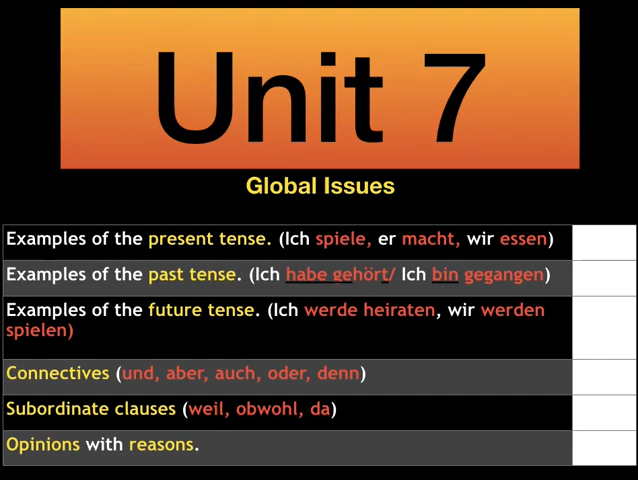 Unit 7
Global Issues
Examples of the present tense. (Ich spiele, er macht, wir essen)
Examples of the past tense. (Ich habe gehört/ Ich bin gegangen)
Examples of the future tense. (Ich werde heiraten, wir werden
spielen)
Connectives (und, aber, auch, oder, denn)
Subordinate clauses (weil, obwohl, da)
Opinions with reasons.